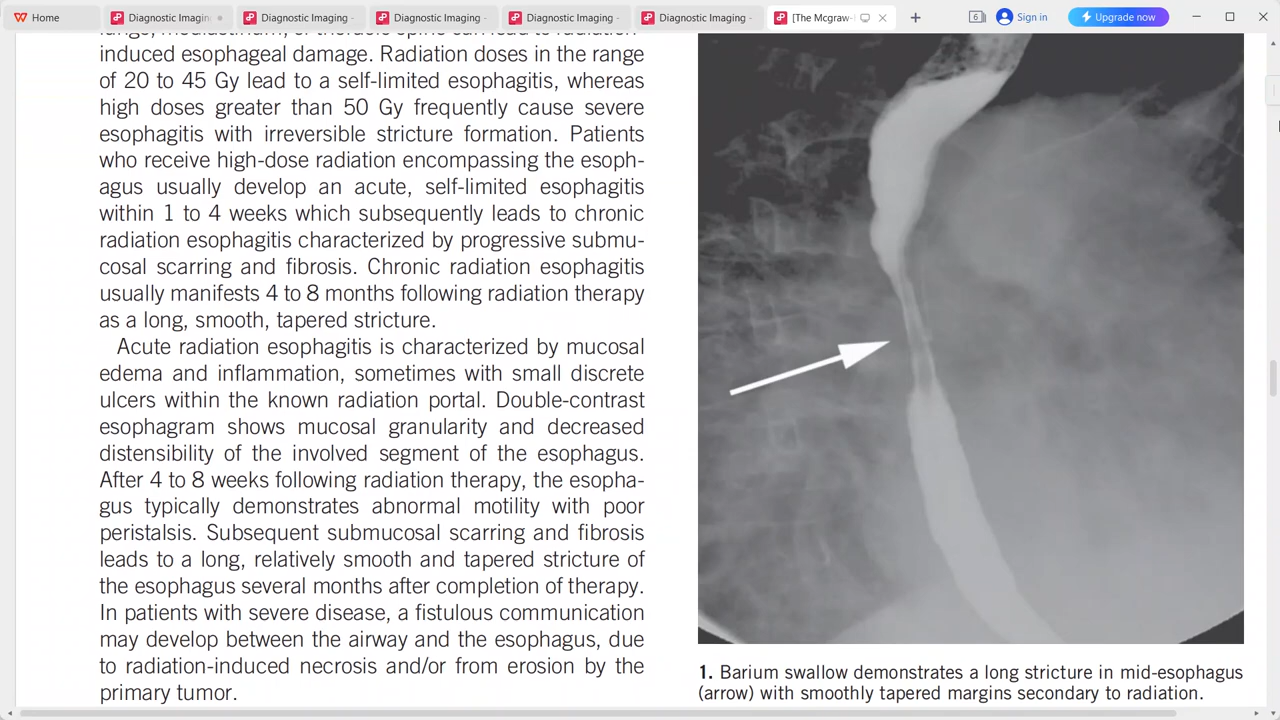 Home
Diagnostic Imagin
Diagnostic Imaging -
Diagnostic Imaging -
Diagnostic Imaging -
Diagnostic Imaging -
[The Mcgraw-
6
Sign in
Upgrade now
induced esophageal damage. Radiation doses in the range
of 20 to 45 Gy lead to a self-limited esophagitis, whereas
high doses greater than 50 Gy frequently cause severe
esophagitis with irreversible stricture formation. Patients
who receive high-dose radiation encompassing the esoph-
agus usually develop an acute, self-limited esophagitis
within 1 to 4 weeks which subsequently leads to chronic
radiation esophagitis characterized by progressive submu-
cosal scarring and fibrosis. Chronic radiation esophagitis
usually manifests 4 to 8 months following radiation therapy
as a long, smooth, tapered stricture.
Acute radiation esophagitis is characterized by mucosal
edema and inflammation, sometimes with small discrete
ulcers within the known radiation portal. Double-contrast
esophagram shows mucosal granularity and decreased
distensibility of the involved segment of the esophagus.
After 4 to 8 weeks following radiation therapy, the esopha-
gus typically demonstrates abnormal motility with poor
peristalsis. Subsequent submucosal scarring and fibrosis
leads to a long, relatively smooth and tapered stricture of
the esophagus several months after completion of therapy.
In patients with severe disease, a fistulous communication
may develop between the airway and the esophagus, due
to radiation-induced necrosis and/or from erosion by the
primary tumor.
1. Barium swallow demonstrates a long stricture in mid-esophagus
(arrow) with smoothly tapered margins secondary to radiation.